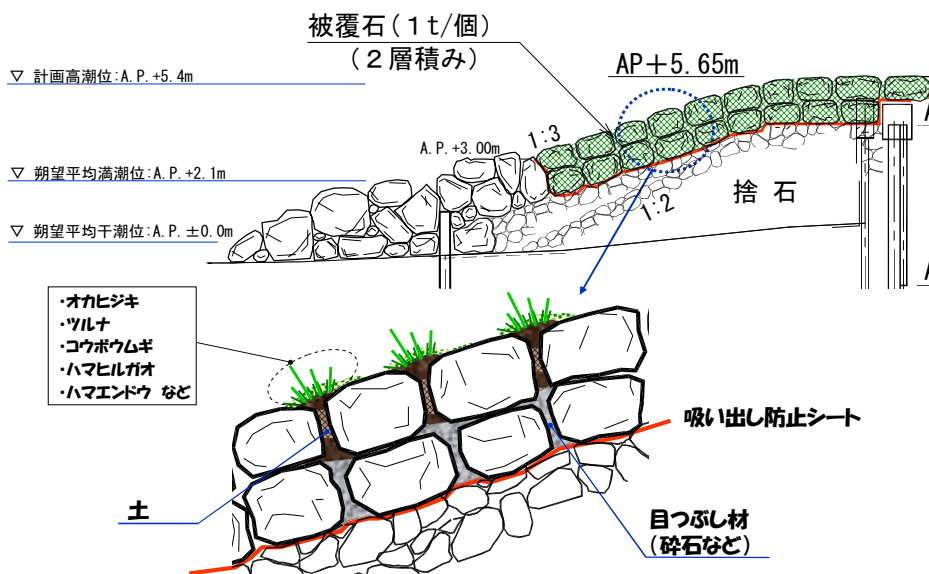 被覆石(1t/個)
(2層積み)
AP+5.65m
▽ 計画高潮位:A.P.+5.4m
1:3
A.P.+3.00m
▽ 朔望平均満潮位:A.P.+2.1m
捨石
1:2
▽ 朔望平均干潮位:A.P.±0.0m
・オカヒジキ
・ツルナ
・コウボウムギ
・ハマヒルガオ
・ハマエンドウ など
吸い出し防止シート
土
目つぶし材
(砕石など)